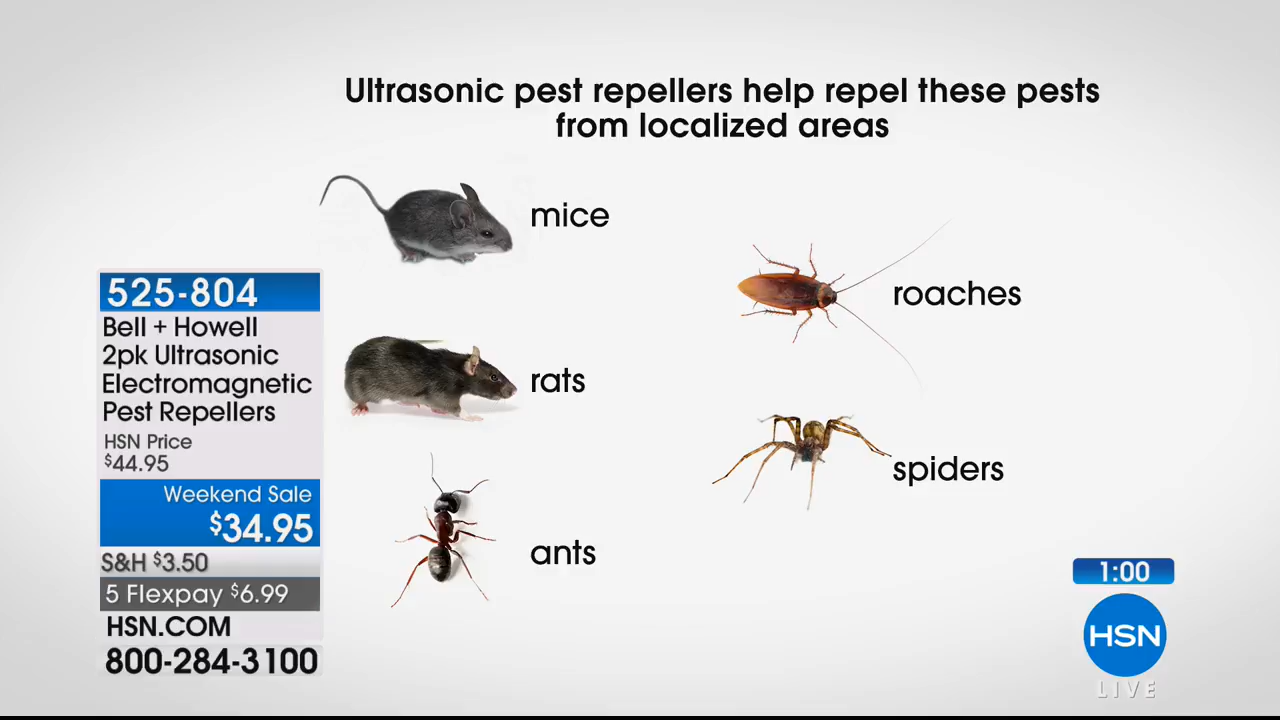 Ultrasonic pest repellers help repel these pests
from localized areas
mice
roaches
rats
spiders
ants
525-804
Bell + Howell
2pk Ultrasonic
Electromagnetic
Pest Repellers
HSN Price
$44.95
Weekend Sale
$34.95
S&H $3.50
5 Flexpay $6.99
HSN.COM
800-284-3100
1:00
HSN
LIVE